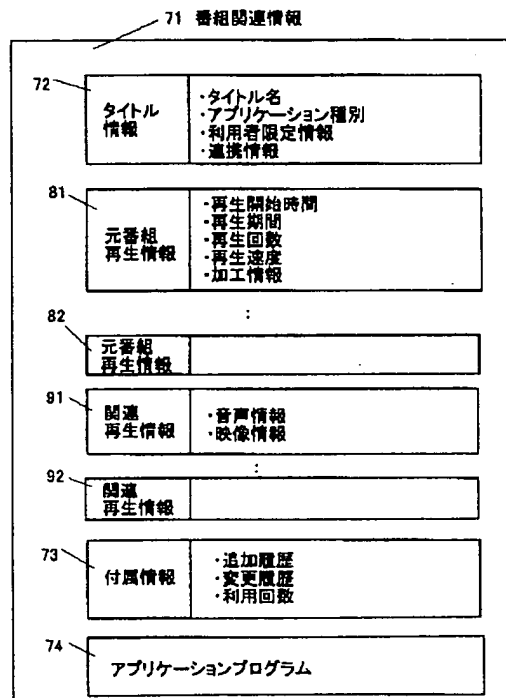 71 番組関連情報
72
タイトル
情報
・タイトル名
・アプリケーション種別
・利用者限定情報
・連携情報
81
元番組
再生情報
・再生開始時間
・再生期間
・再生回数
・再生速度
・加工情報
:
82
元番組
再生情報
91
関連
再生情報
・音声情報
・映像情報
:
92
関連
再生情報
73
付属情報
・追加履歴
・変更履歴
・利用回数
74
アプリケーションプログラム